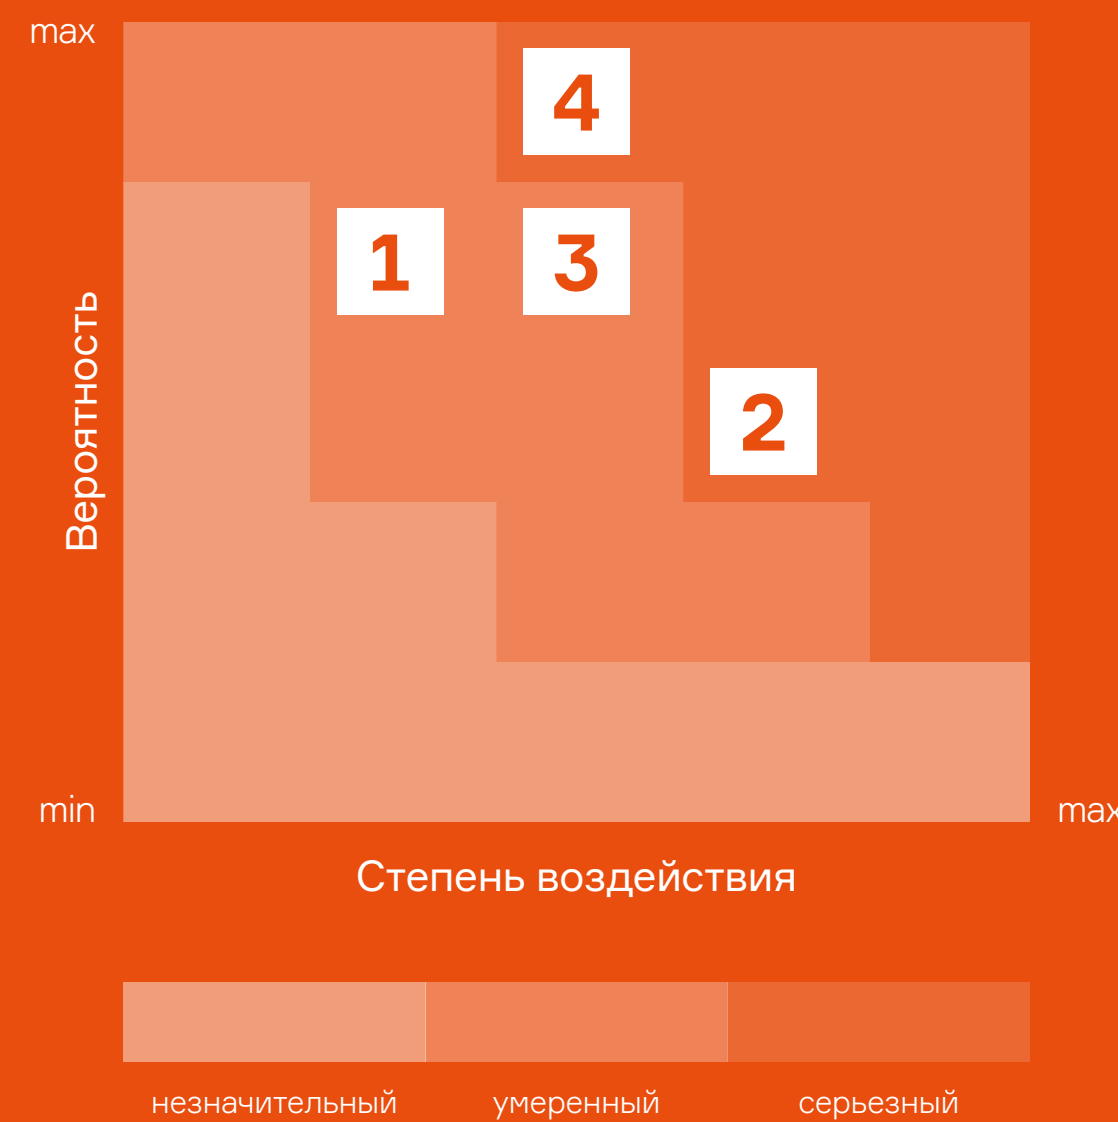 max
4
1
3
2
Вероятность
min
max
Степень воздействия
незначительный
умеренный
серьезный